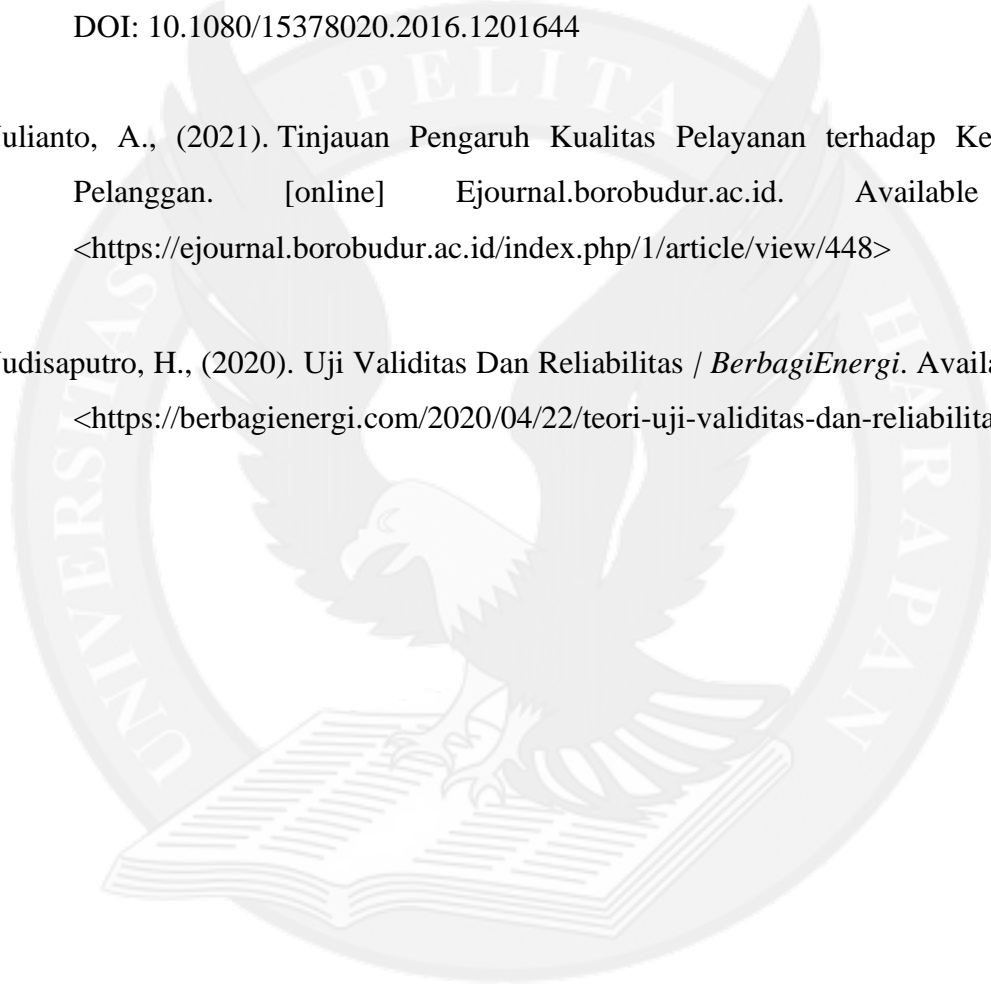 DOI: 10.1080/15378020.2016.1201644
PELITA
ulianto, A., (2021). Tinjauan Pengaruh Kualitas Pelayanan terhadap Ke
Pelanggan. [online] Ejournal.borobudur.ac.id. Available
<https://ejournal.borobudur.ac.id/index.php/1/article/view/448>
udisaputro, H., (2020). Uji Validitas Dan Reliabilitas | BerbagiEnergi. Availa
<https://berbagienergi.com/2020/04/22/teori-uji-validitas-dan-reliabilita
UNIVERSITAS
HARAPAN